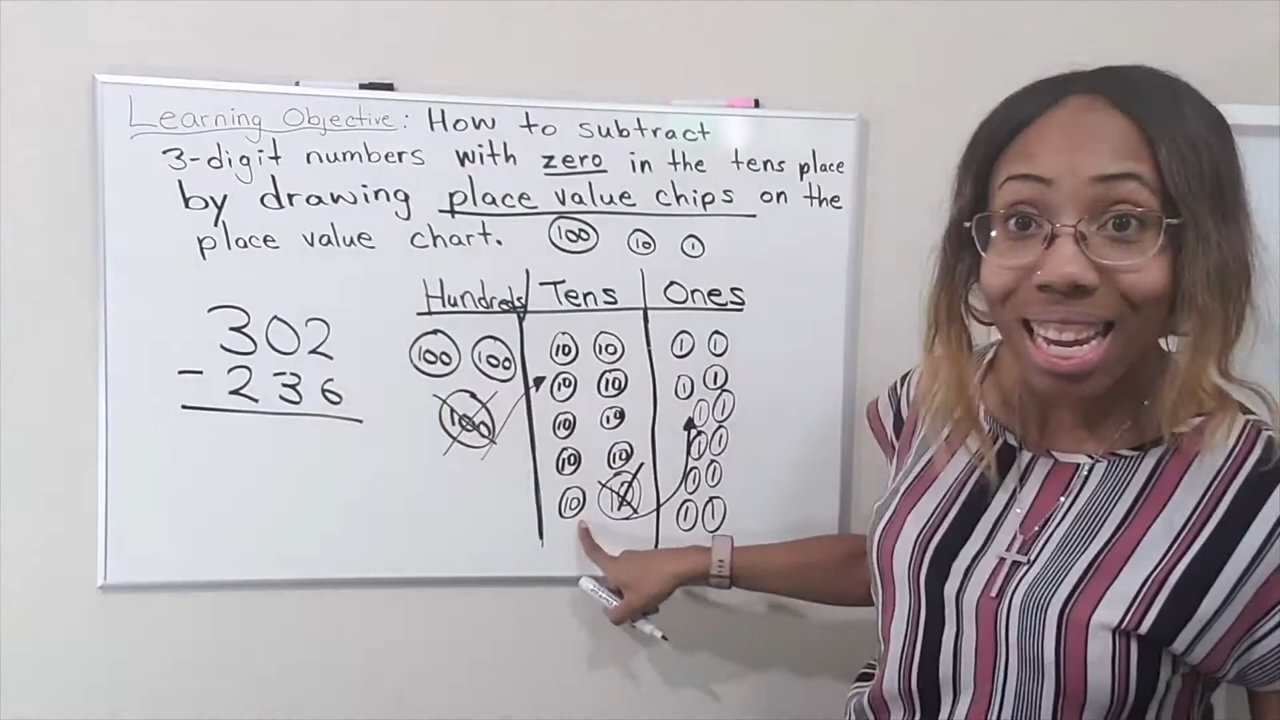 Learning Objective: How to subtract
3-digit numbers with zero in the tens place
by drawing place value chips on the
place value chart. 100 10 1
Hundreds Tens Ones
302
- 236
100 100 10 10 1 1
100 10 10 1 1
10 10 1 1
10 10 1 1
10 10 1 1
1 1